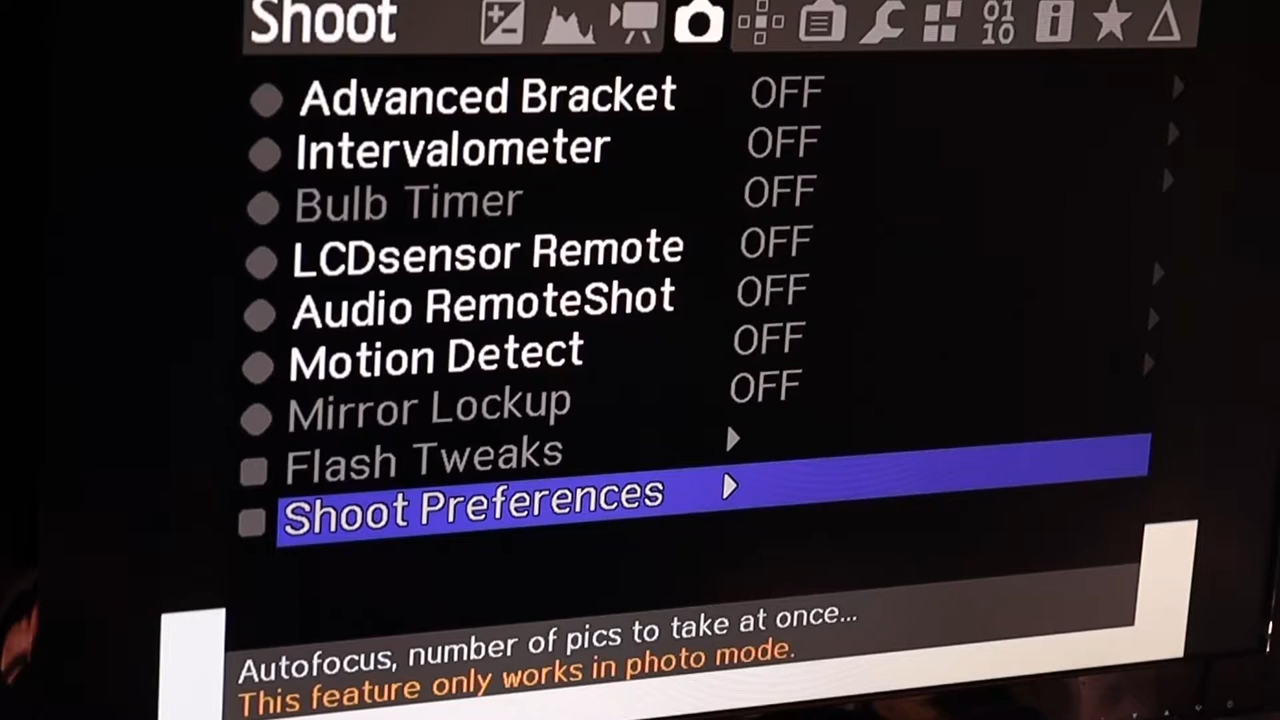 Shoot
01
10
Advanced Bracket OFF
Intervalometer OFF
Bulb Timer OFF
LCDsensor Remote OFF
Audio RemoteShot OFF
Motion Detect OFF
Mirror Lockup OFF
Flash Tweaks
Shoot Preferences
Autofocus, number of pics to take at once...
This feature only works in photo mode.